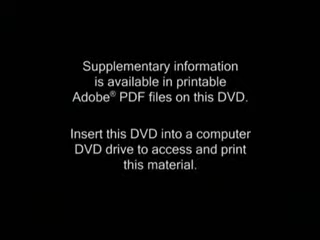 Supplementary information
is available in printable
Adobe® PDF files on this DVD.
Insert this DVD into a computer
DVD drive to access and print
this material.